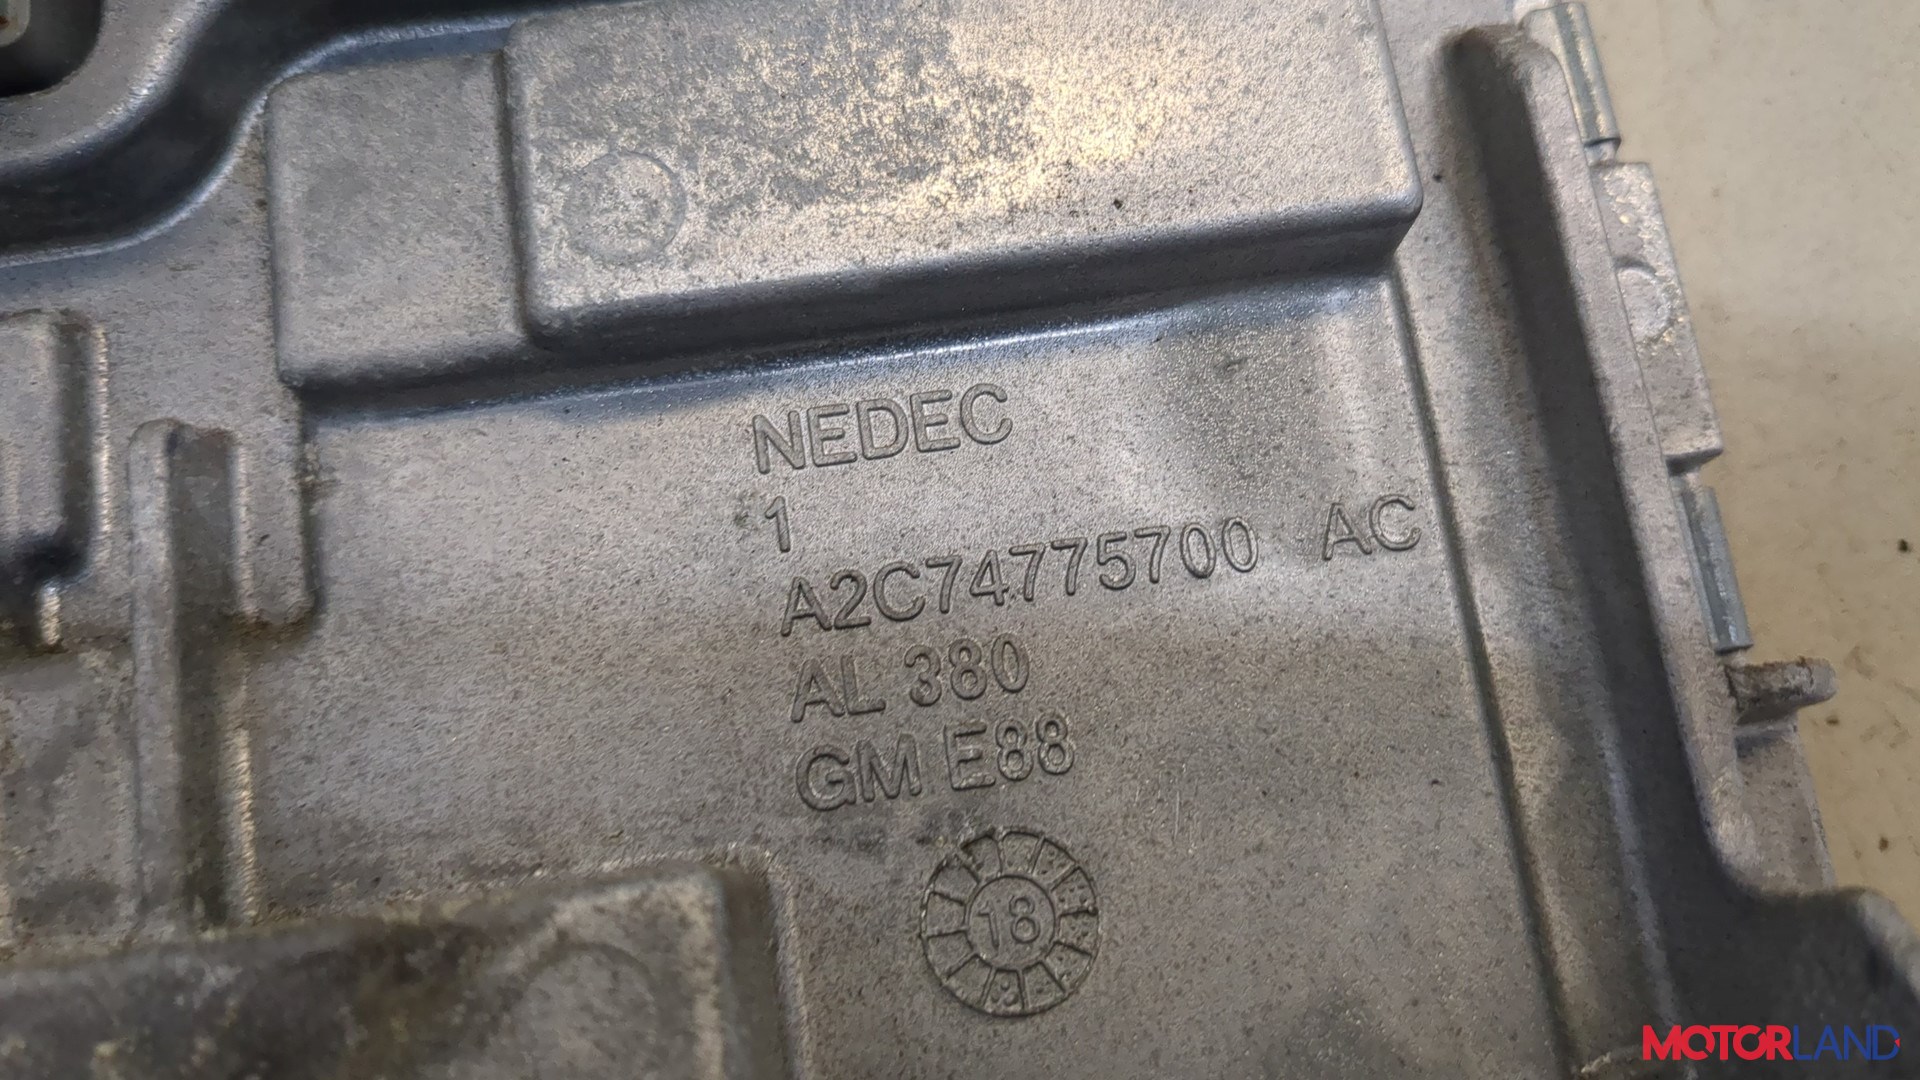 NEDEC
1
A2C74775700 AC
AL 380
GM E88
18
MOTORLAND